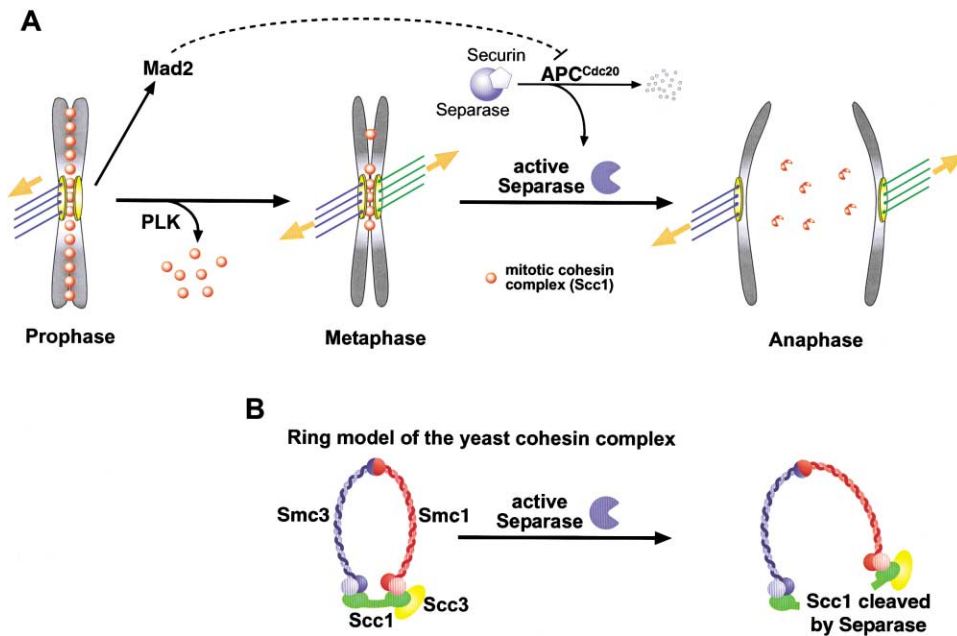 A
Mad2
Securin
APCCdc20
Separase
active
Separase
PLK
mitotic cohesin
complex (Scc1)
Prophase
Metaphase
Anaphase
B
Ring model of the yeast cohesin complex
Smc3
Smc1
active
Separase
Scc3
Scc1
Scc1 cleaved
by Separase